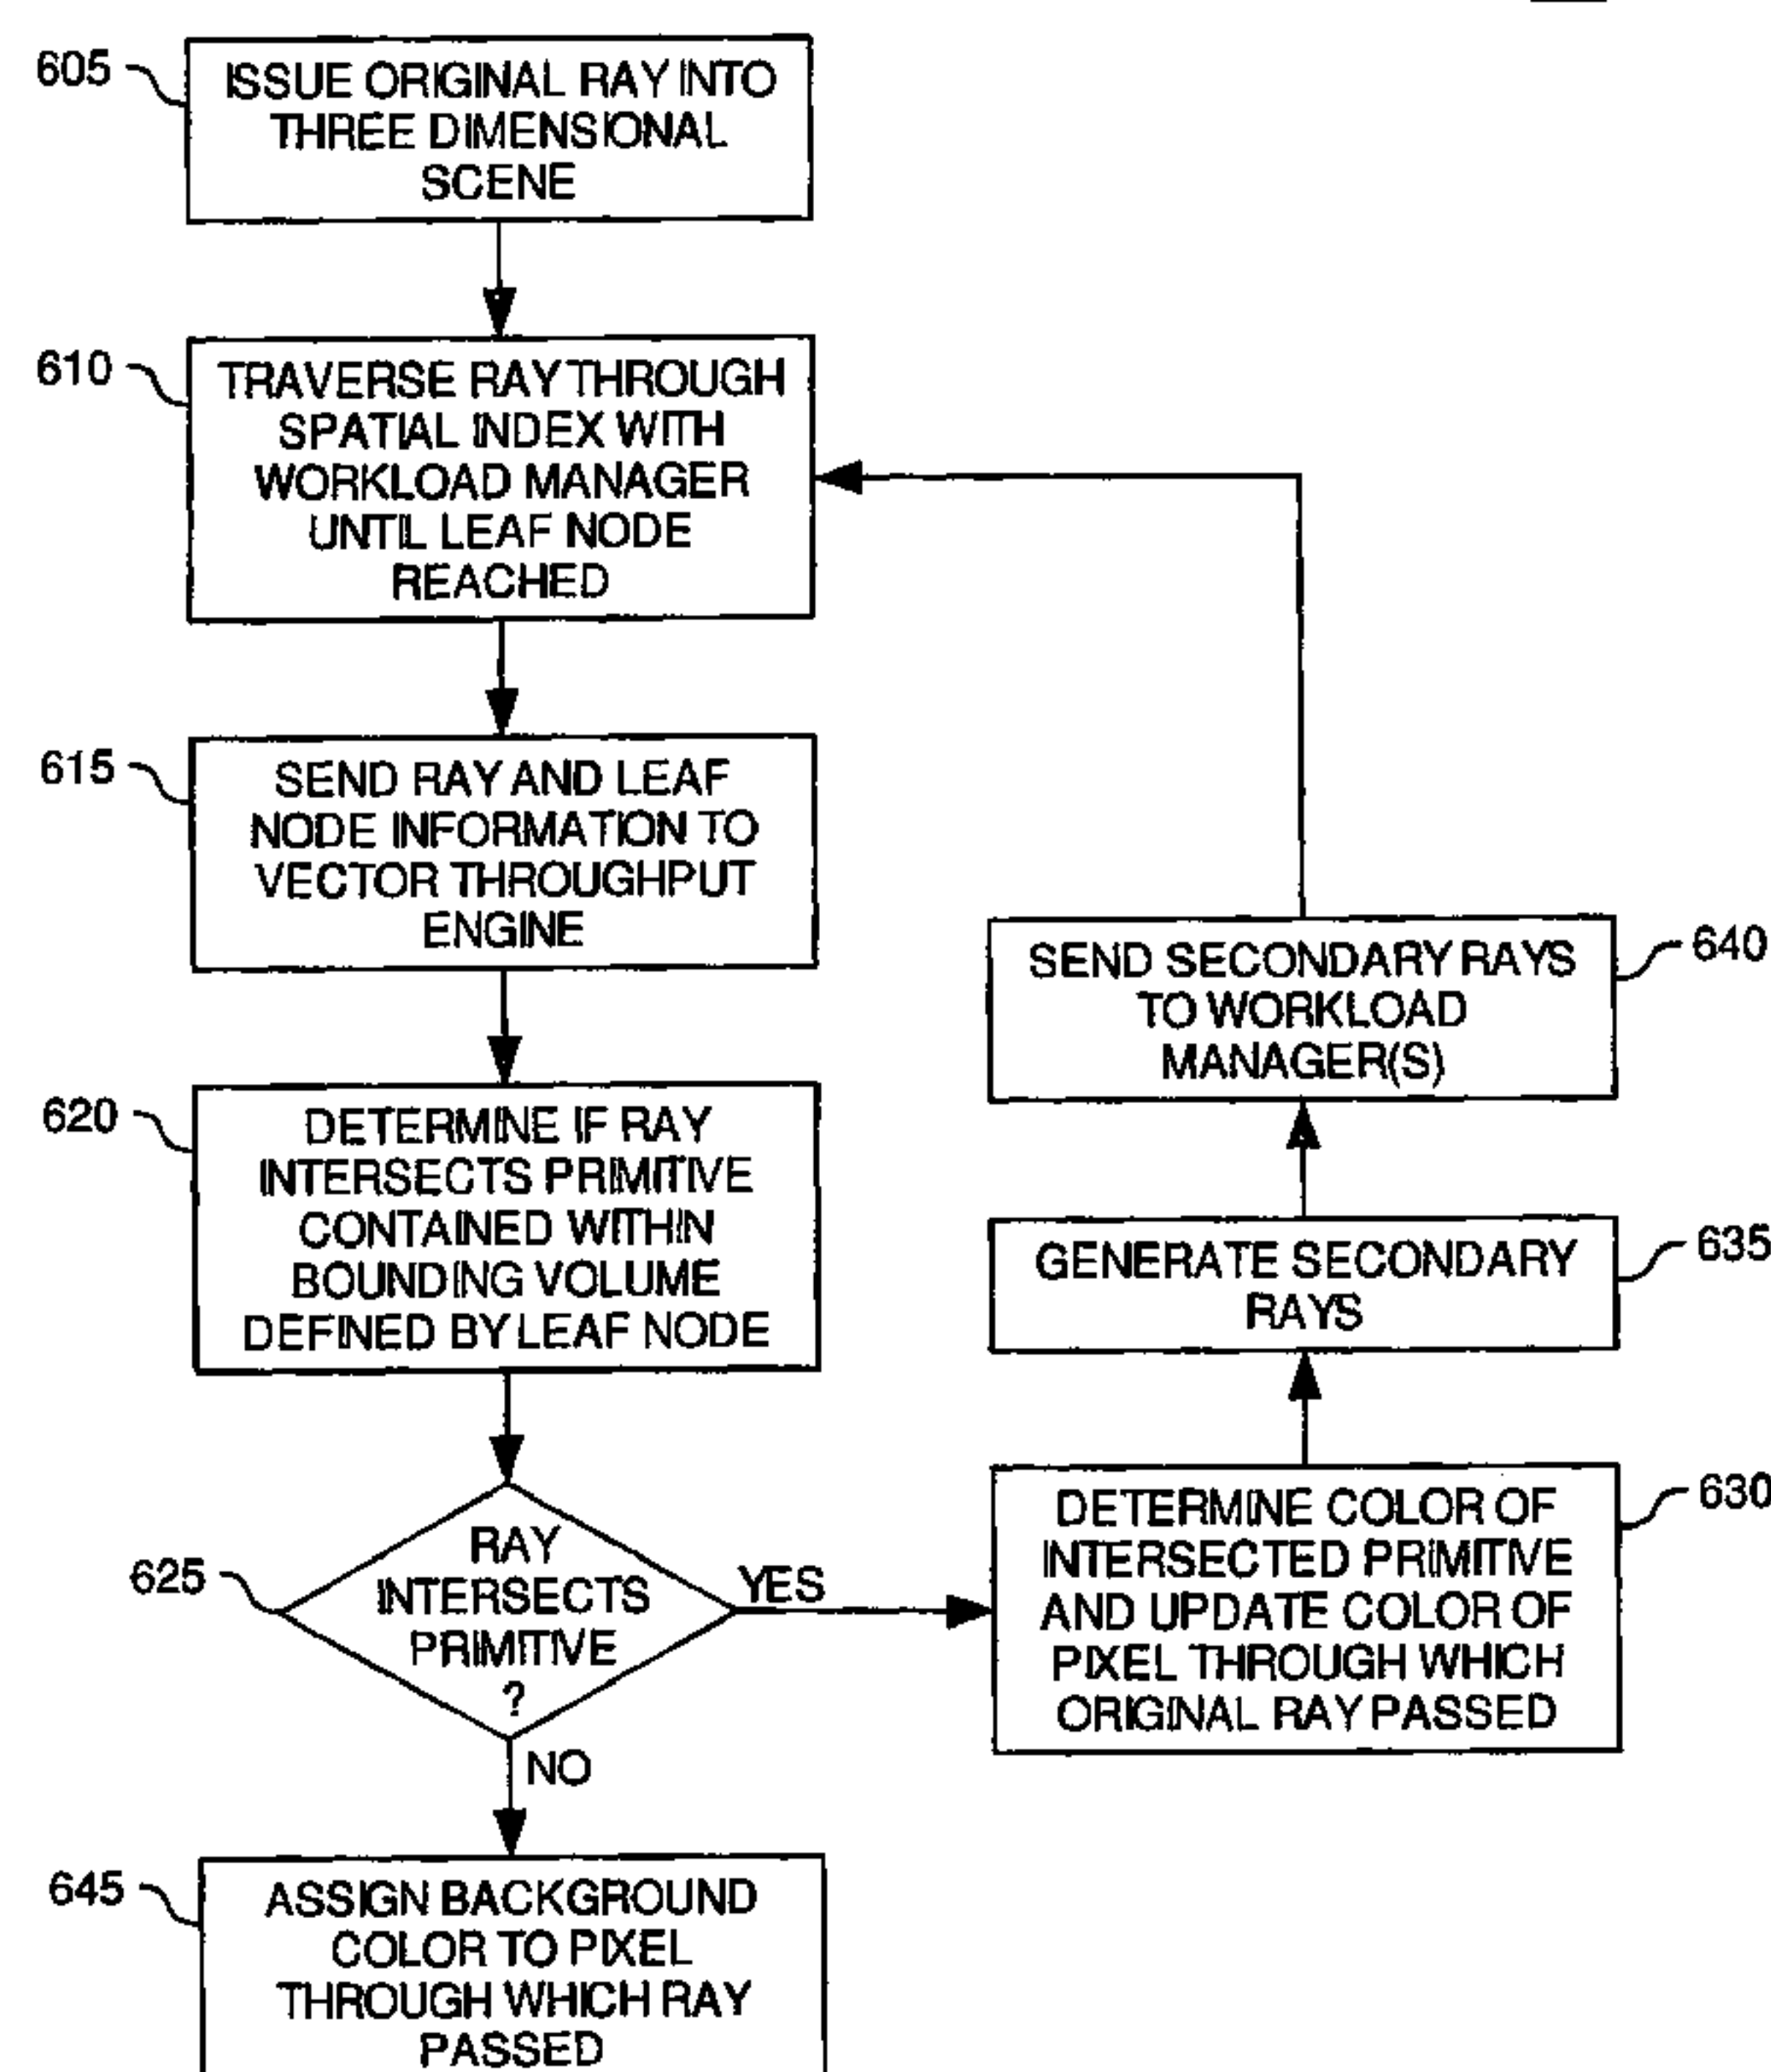 605
ISSUE ORIGINAL RAY INTO
THREE DIMENSIONAL
SCENE
610
TRAVERSE RAY THROUGH
SPATIAL INDEX WITH
WORKLOAD MANAGER
UNTIL LEAF NODE
REACHED
615
SEND RAY AND LEAF
NODE INFORMATION TO
VECTOR THROUGHPUT
ENGINE
620
DETERMINE IF RAY
INTERSECTS PRIMITIVE
CONTAINED WITHIN
BOUNDING VOLUME
DEFINED BY LEAF NODE
625
RAY
INTERSECTS
PRIMITIVE
?
YES
NO
630
DETERMINE COLOR OF
INTERSECTED PRIMITIVE
AND UPDATE COLOR OF
PIXEL THROUGH WHICH
ORIGINAL RAY PASSED
635
GENERATE SECONDARY
RAYS
640
SEND SECONDARY RAYS
TO WORKLOAD
MANAGER(S)
645
ASSIGN BACKGROUND
COLOR TO PIXEL
THROUGH WHICH RAY
PASSED